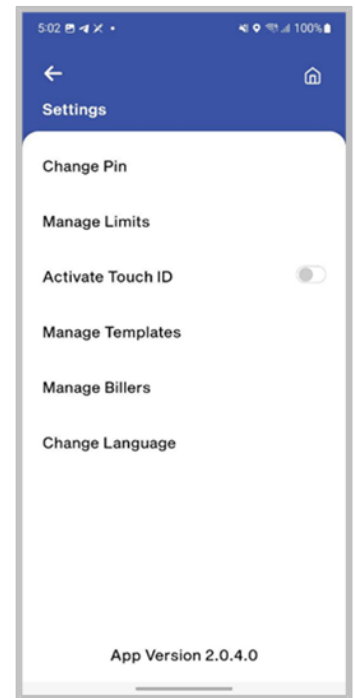 5:02 100%
Settings
Change Pin
Manage Limits
Activate Touch ID
Manage Templates
Manage Billers
Change Language
App Version 2.0.4.0